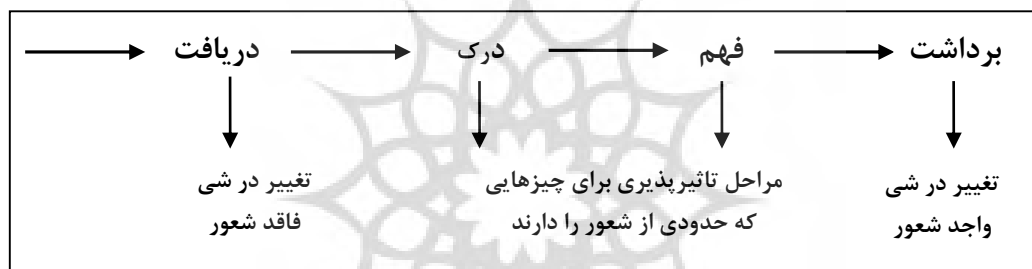 دریافت درک فهم برداشت
تغییر در شی مراحل تاثیرپذیری برای چیزهایی تغییر در شی
فاقد شعور که حدودی از شعور را دارند واجد شعور